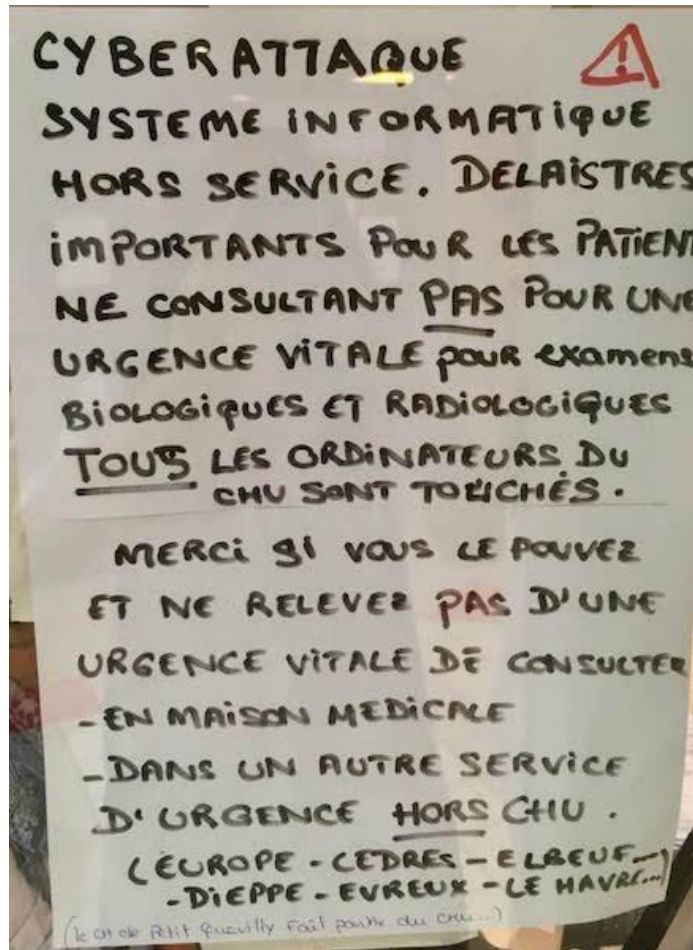 CYBERATTAQUE
SYSTEME INFORMATIQUE
HORS SERVICE. DELAIS TRES
IMPORTANTS POUR LES PATIENT
NE CONSULTANT PAS POUR UNE
URGENCE VITALE pour examens
BIOLOGIQUES ET RADIOLOGIQUES
TOUS LES ORDINATEURS DU
CHU SONT TOUCHÉS.
MERCI SI VOUS LE POUVEZ
ET NE RELEVEZ PAS D'UNE
URGENCE VITALE DE CONSULTER
- EN MAISON MEDICALE
- DANS UN AUTRE SERVICE
D'URGENCE HORS CHU.
(EUROPE - CEDRES - ELBEUF...
- DIEPPE - EVREUX - LE HAVRE...)
(le CH de Petit Quevilly fait partie du CHU...)